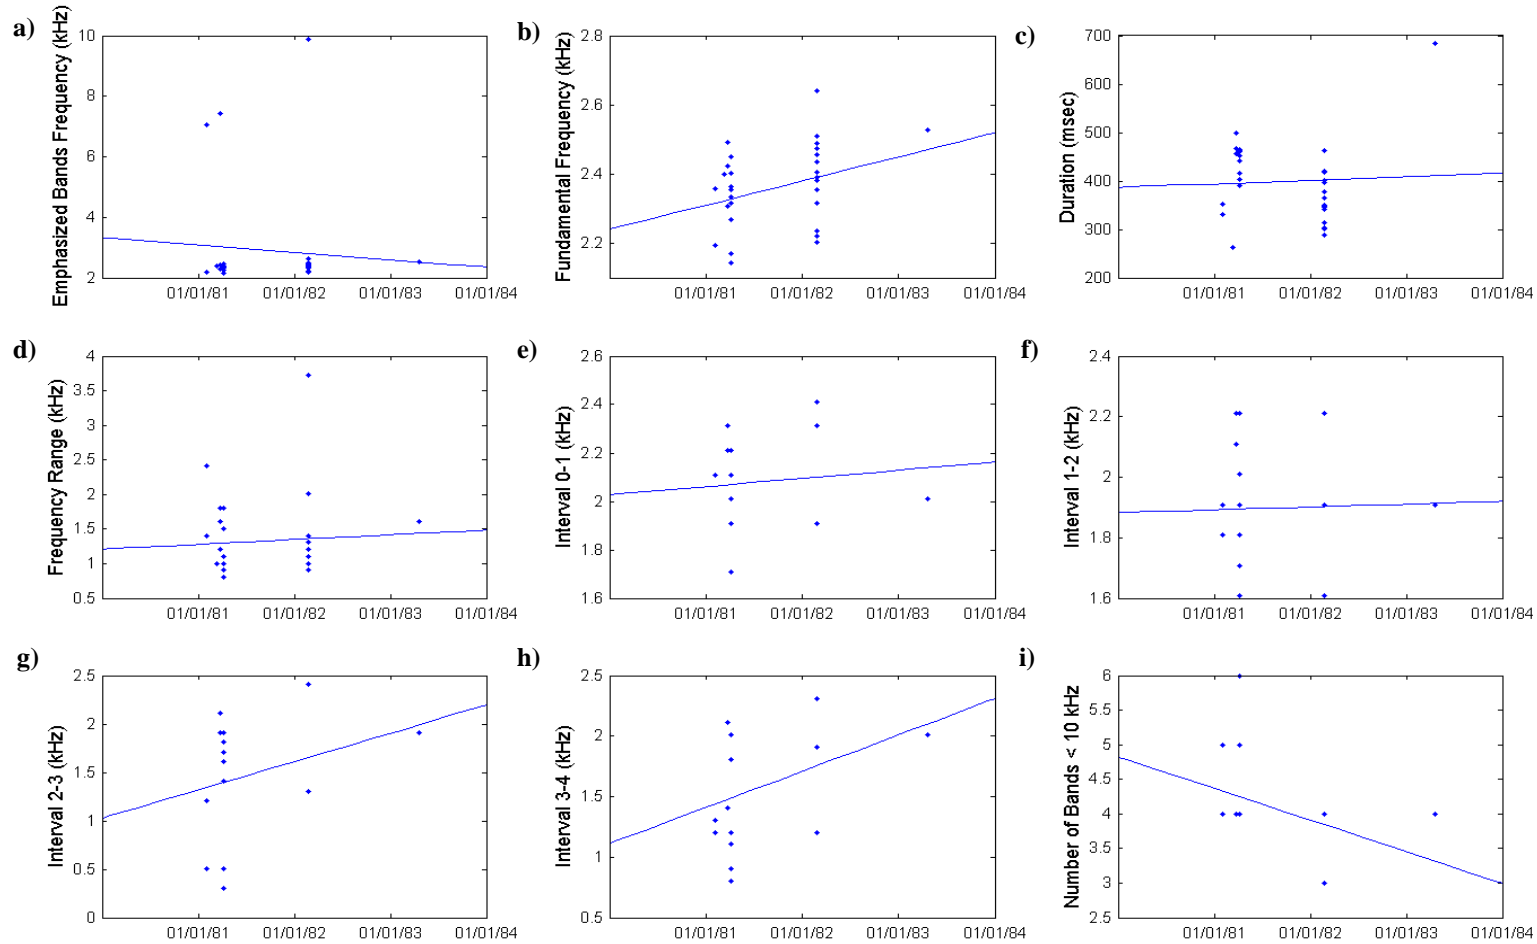 a)
Emphasized Bands Frequency (kHz)
10
8
6
4
2
01/01/81 01/01/82 01/01/83 01/01/84
b)
Fundamental Frequency (kHz)
2.8
2.6
2.4
2.2
01/01/81 01/01/82 01/01/83 01/01/84
c)
Duration (msec)
700
600
500
400
300
200
01/01/81 01/01/82 01/01/83 01/01/84
d)
Frequency Range (kHz)
4
3.5
3
2.5
2
1.5
1
0.5
01/01/81 01/01/82 01/01/83 01/01/84
e)
Interval 0-1 (kHz)
2.6
2.4
2.2
2
1.8
1.6
01/01/81 01/01/82 01/01/83 01/01/84
f)
Interval 1-2 (kHz)
2.4
2.2
2
1.8
1.6
01/01/81 01/01/82 01/01/83 01/01/84
g)
Interval 2-3 (kHz)
2.5
2
1.5
1
0.5
0
01/01/81 01/01/82 01/01/83 01/01/84
h)
Interval 3-4 (kHz)
2.5
2
1.5
1
0.5
01/01/81 01/01/82 01/01/83 01/01/84
i)
Number of Bands < 10 kHz
6
5.5
5
4.5
4
3.5
3
2.5
01/01/81 01/01/82 01/01/83 01/01/84